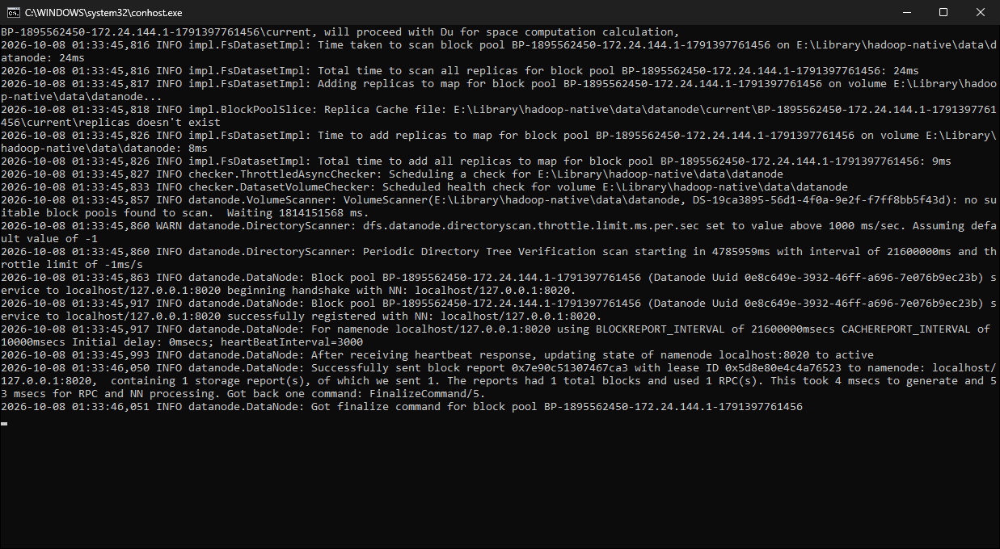 C:\WINDOWS\system32\conhost.exe
BP-1895562450-172.24.144.1-1791397761456\current, will proceed with Du for space computation calculation,
2026-10-08 01:33:45,816 INFO impl.FsDatasetImpl: Time taken to scan block pool BP-1895562450-172.24.144.1-1791397761456 on E:\Library\hadoop-native\data\d
atanode: 24ms
2026-10-08 01:33:45,816 INFO impl.FsDatasetImpl: Total time to scan all replicas for block pool BP-1895562450-172.24.144.1-1791397761456: 24ms
2026-10-08 01:33:45,817 INFO impl.FsDatasetImpl: Adding replicas to map for block pool BP-1895562450-172.24.144.1-1791397761456 on volume E:\Library\hadoo
p-native\data\datanode...
2026-10-08 01:33:45,818 INFO impl.BlockPoolSlice: Replica Cache file: E:\Library\hadoop-native\data\datanode\current\BP-1895562450-172.24.144.1-1791397761
456\current\replicas doesn't exist
2026-10-08 01:33:45,826 INFO impl.FsDatasetImpl: Time to add replicas to map for block pool BP-1895562450-172.24.144.1-1791397761456 on volume E:\Library\
hadoop-native\data\datanode: 8ms
2026-10-08 01:33:45,826 INFO impl.FsDatasetImpl: Total time to add all replicas to map for block pool BP-1895562450-172.24.144.1-1791397761456: 9ms
2026-10-08 01:33:45,827 INFO checker.ThrottledAsyncChecker: Scheduling a check for E:\Library\hadoop-native\data\datanode
2026-10-08 01:33:45,833 INFO checker.DatasetVolumeChecker: Scheduled health check for volume E:\Library\hadoop-native\data\datanode
2026-10-08 01:33:45,857 INFO datanode.VolumeScanner: VolumeScanner(E:\Library\hadoop-native\data\datanode, DS-19ca3895-56d1-4f0a-9e2f-f7ff8bb5f43d): no su
itable block pools found to scan.  Waiting 1814151568 ms.
2026-10-08 01:33:45,860 WARN datanode.DirectoryScanner: dfs.datanode.directoryscan.throttle.limit.ms.per.sec set to value above 1000 ms/sec. Assuming defa
ult value of -1
2026-10-08 01:33:45,860 INFO datanode.DirectoryScanner: Periodic Directory Tree Verification scan starting in 4785959ms with interval of 21600000ms and th
rottle limit of -1ms/s
2026-10-08 01:33:45,863 INFO datanode.DataNode: Block pool BP-1895562450-172.24.144.1-1791397761456 (Datanode Uuid 0e8c649e-3932-46ff-a696-7e076b9ec23b) s
ervice to localhost/127.0.0.1:8020 beginning handshake with NN: localhost/127.0.0.1:8020.
2026-10-08 01:33:45,917 INFO datanode.DataNode: Block pool BP-1895562450-172.24.144.1-1791397761456 (Datanode Uuid 0e8c649e-3932-46ff-a696-7e076b9ec23b) s
ervice to localhost/127.0.0.1:8020 successfully registered with NN: localhost/127.0.0.1:8020.
2026-10-08 01:33:45,917 INFO datanode.DataNode: For namenode localhost/127.0.0.1:8020 using BLOCKREPORT_INTERVAL of 21600000msecs CACHEREPORT_INTERVAL of
10000msecs Initial delay: 0msecs; heartBeatInterval=3000
2026-10-08 01:33:45,993 INFO datanode.DataNode: After receiving heartbeat response, updating state of namenode localhost:8020 to active
2026-10-08 01:33:46,050 INFO datanode.DataNode: Successfully sent block report 0x7e90c51307467ca3 with lease ID 0x5d8e80e4c4a76523 to namenode: localhost/
127.0.0.1:8020,  containing 1 storage report(s), of which we sent 1. The reports had 1 total blocks and used 1 RPC(s). This took 4 msecs to generate and 5
3 msecs for RPC and NN processing. Got back one command: FinalizeCommand/5.
2026-10-08 01:33:46,051 INFO datanode.DataNode: Got finalize command for block pool BP-1895562450-172.24.144.1-1791397761456